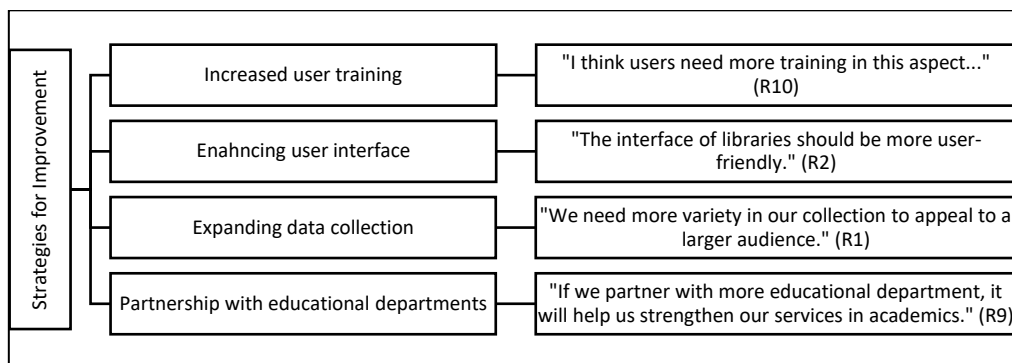 Strategies for Improvement
Increased user training
"I think users need more training in this aspect..."
(R10)
Enahncing user interface
"The interface of libraries should be more user-
friendly." (R2)
Expanding data collection
"We need more variety in our collection to appeal to a
larger audience." (R1)
Partnership with educational departments
"If we partner with more educational department, it
will help us strengthen our services in academics." (R9)